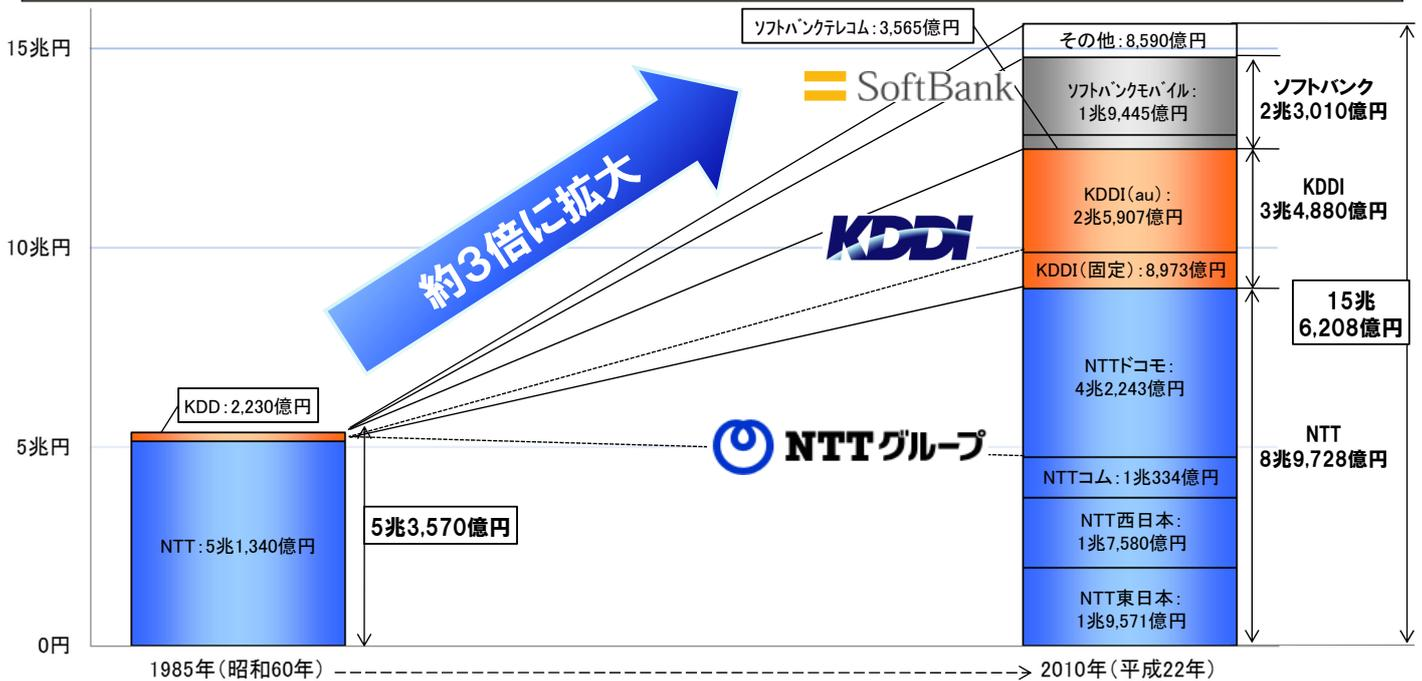 15兆円
10兆円
5兆円
0円
約3倍に拡大
KDD:2,230億円
NTT:5兆1,340億円
5兆3,570億円
1985年(昭和60年)
ソフトバンクテレコム:3,565億円
SoftBank
KDDI
NTTグループ
その他:8,590億円
ソフトバンクモバイル:
1兆9,445億円
KDDI(au):
2兆5,907億円
KDDI(固定):8,973億円
NTTドコモ:
4兆2,243億円
NTTコム:1兆334億円
NTT西日本:
1兆7,580億円
NTT東日本:
1兆9,571億円
2010年(平成22年)
ソフトバンク
2兆3,010億円
KDDI
3兆4,880億円
NTT
8兆9,728億円
15兆
6,208億円